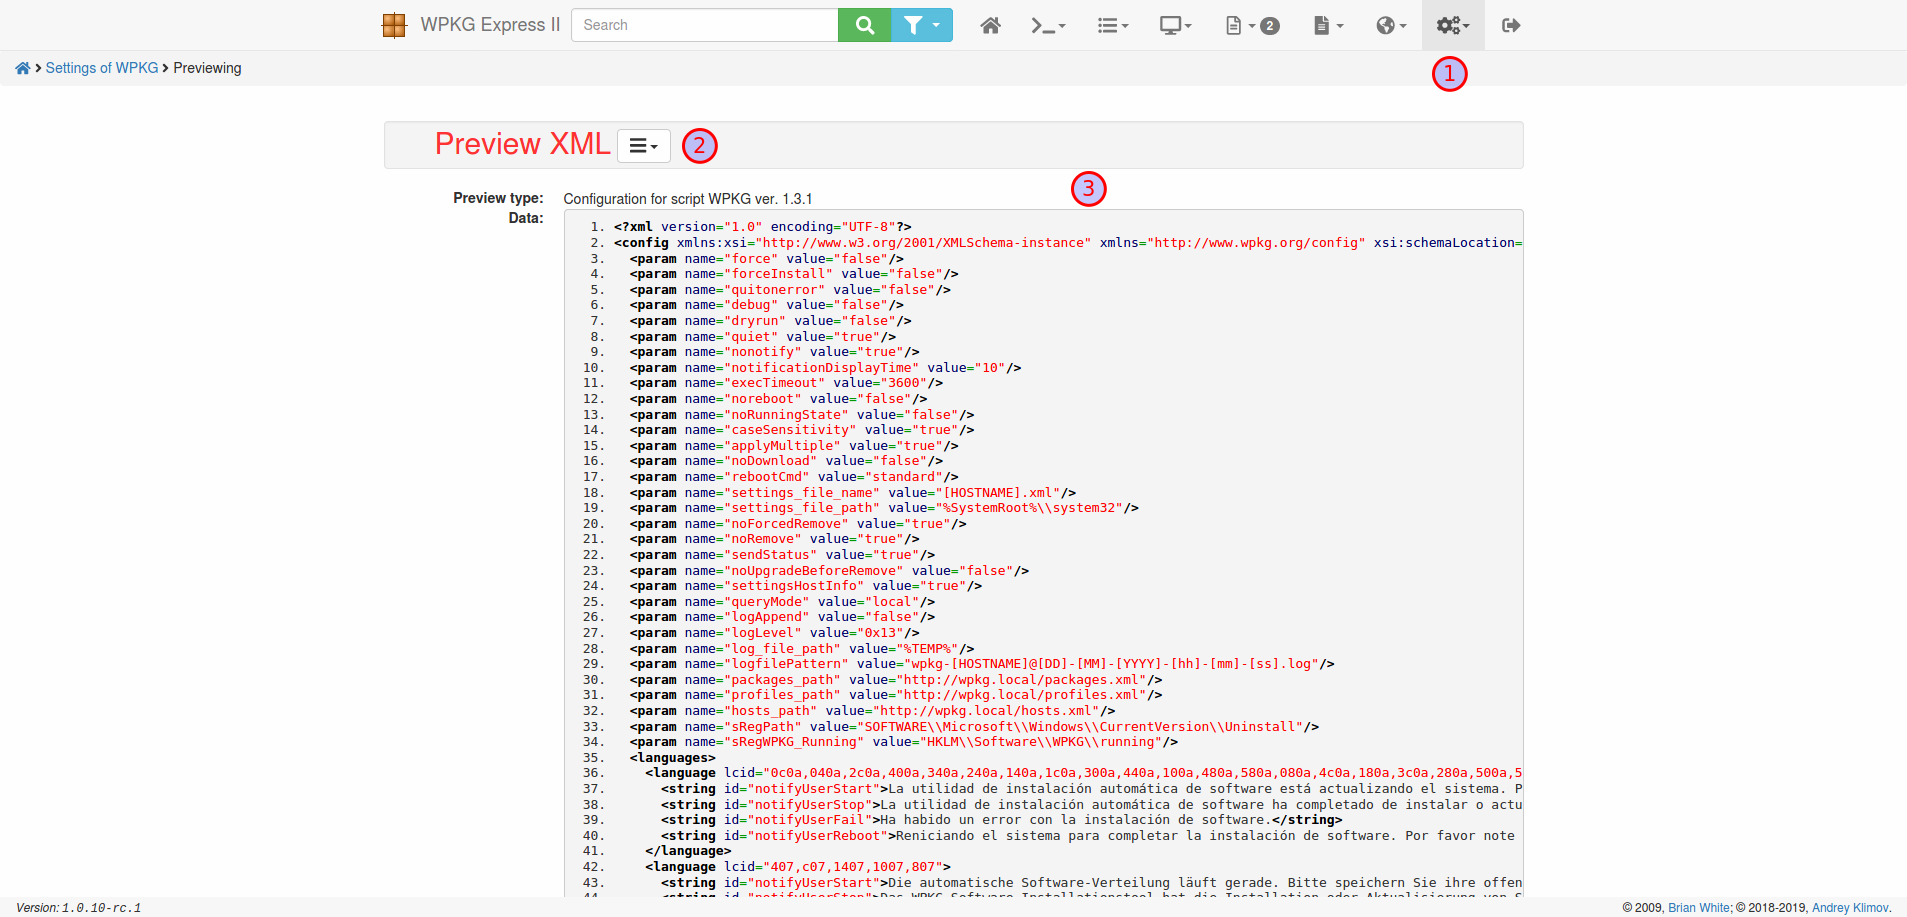 WPKG Express II Search 2
Settings of WPKG Previewing
1
Preview XML 2
3
Preview type: Configuration for script WPKG ver. 1.3.1
Data:
1. <?xml version="1.0" encoding="UTF-8"?>
2. <config xmlns:xsi="http://www.w3.org/2001/XMLSchema-instance" xmlns="http://www.wpkg.org/config" xsi:schemaLocation=
3. <param name="force" value="false"/>
4. <param name="forceInstall" value="false"/>
5. <param name="quitonerror" value="false"/>
6. <param name="debug" value="false"/>
7. <param name="dryrun" value="false"/>
8. <param name="quiet" value="true"/>
9. <param name="nonotify" value="true"/>
10. <param name="notificationDisplayTime" value="10"/>
11. <param name="execTimeout" value="3600"/>
12. <param name="noreboot" value="false"/>
13. <param name="noRunningState" value="false"/>
14. <param name="caseSensitivity" value="true"/>
15. <param name="applyMultiple" value="true"/>
16. <param name="noDownload" value="false"/>
17. <param name="rebootCmd" value="standard"/>
18. <param name="settings_file_name" value="[HOSTNAME].xml"/>
19. <param name="settings_file_path" value="%SystemRoot%\\system32"/>
20. <param name="noForcedRemove" value="true"/>
21. <param name="noRemove" value="true"/>
22. <param name="sendStatus" value="true"/>
23. <param name="noUpgradeBeforeRemove" value="false"/>
24. <param name="settingsHostInfo" value="true"/>
25. <param name="queryMode" value="local"/>
26. <param name="logAppend" value="false"/>
27. <param name="logLevel" value="0x13"/>
28. <param name="log_file_path" value="%TEMP%"/>
29. <param name="logfilePattern" value="wpkg-[HOSTNAME]@[DD]-[MM]-[YYYY]-[hh]-[mm]-[ss].log"/>
30. <param name="packages_path" value="http://wpkg.local/packages.xml"/>
31. <param name="profiles_path" value="http://wpkg.local/profiles.xml"/>
32. <param name="hosts_path" value="http://wpkg.local/hosts.xml"/>
33. <param name="sRegPath" value="SOFTWARE\\Microsoft\\Windows\\CurrentVersion\\Uninstall"/>
34. <param name="sRegWPKG_Running" value="HKLM\\Software\\WPKG\\running"/>
35. <languages>
36. <language lcid="0c0a,040a,2c0a,400a,340a,240a,140a,1c0a,300a,440a,100a,480a,580a,080a,4c0a,180a,3c0a,280a,500a,5
37. <string id="notifyUserStart">La utilidad de instalación automática de software está actualizando el sistema. P
38. <string id="notifyUserStop">La utilidad de instalación automática de software ha completado de instalar o actu
39. <string id="notifyUserFail">Ha habido un error con la instalación de software.</string>
40. <string id="notifyUserReboot">Reniciando el sistema para completar la instalación de software. Por favor note
41. </language>
42. <language lcid="407,c07,1407,1007,807">
43. <string id="notifyUserStart">Die automatische Software-Verteilung läuft gerade. Bitte speichern Sie ihre offen
Version: 1.0.10-rc.1 © 2009, Brian White; © 2018-2019, Andrey Klimov.